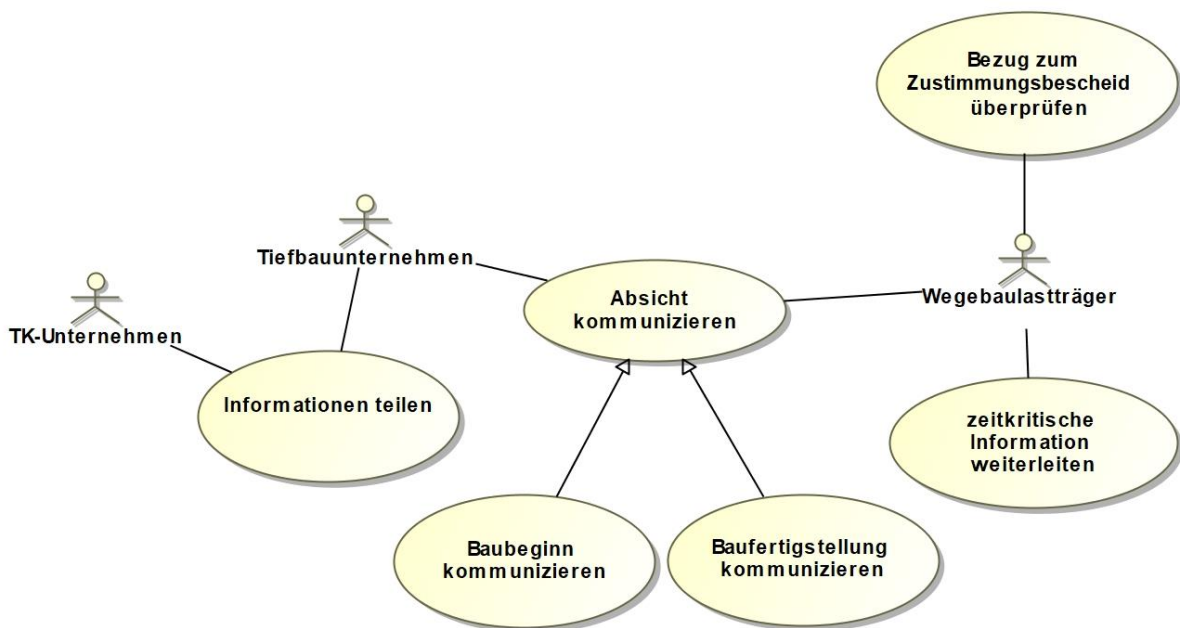 Bezug zum
Zustimmungsbescheid
überprüfen
Tiefbauunternehmen
TK-Unternehmen
Wegebaulastträger
Absicht
kommunizieren
Informationen teilen
zeitkritische
Information
weiterleiten
Baubeginn
kommunizieren
Baufertigstellung
kommunizieren